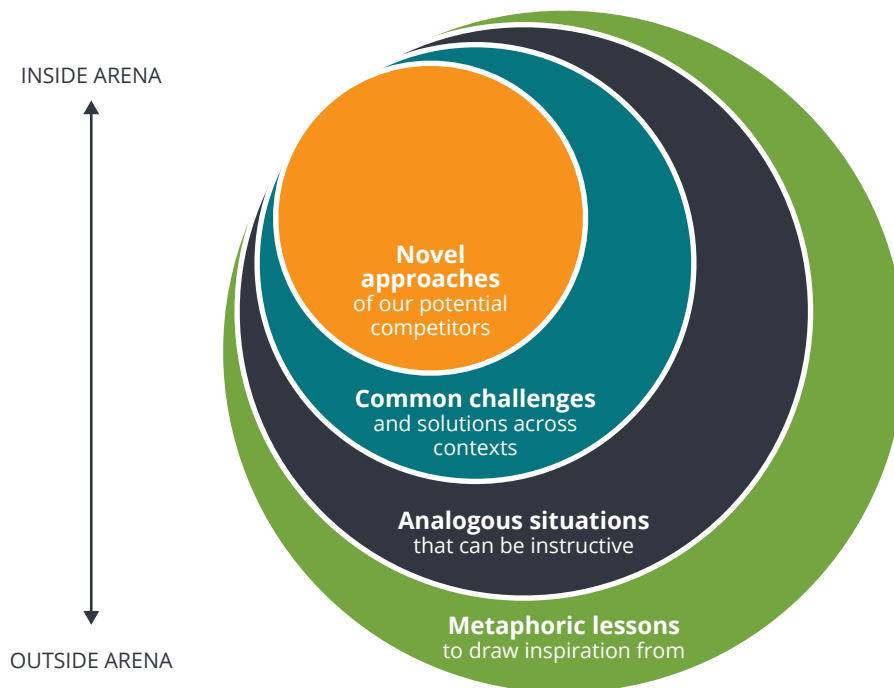 INSIDE ARENA
Novel
approaches
of our potential
competitors
Common challenges
and solutions across
contexts
Analogous situations
that can be instructive
Metaphoric lessons
to draw inspiration from
OUTSIDE ARENA